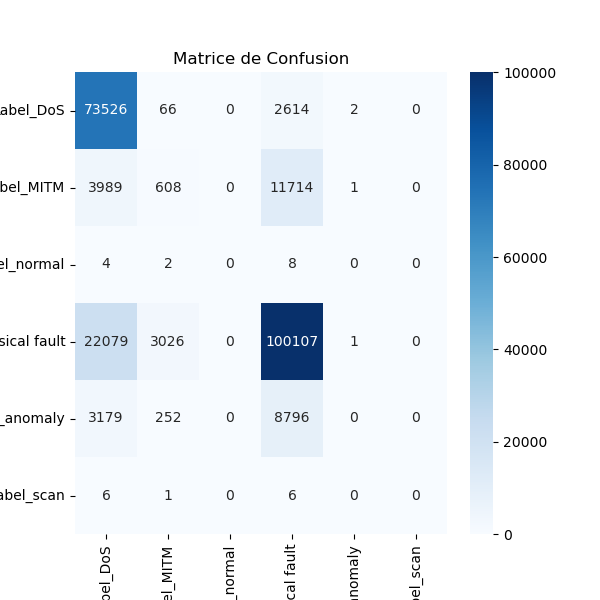 Matrice de Confusion
abel_DoS 73526 66 0 2614 2 0
bel_MITM 3989 608 0 11714 1 0
el_normal 4 2 0 8 0 0
sical fault 22079 3026 0 100107 1 0
_anomaly 3179 252 0 8796 0 0
abel_scan 6 1 0 6 0 0
bel_DoS
el_MITM
_normal
cal fault
anomaly
el_scan
100000
80000
60000
40000
20000
0